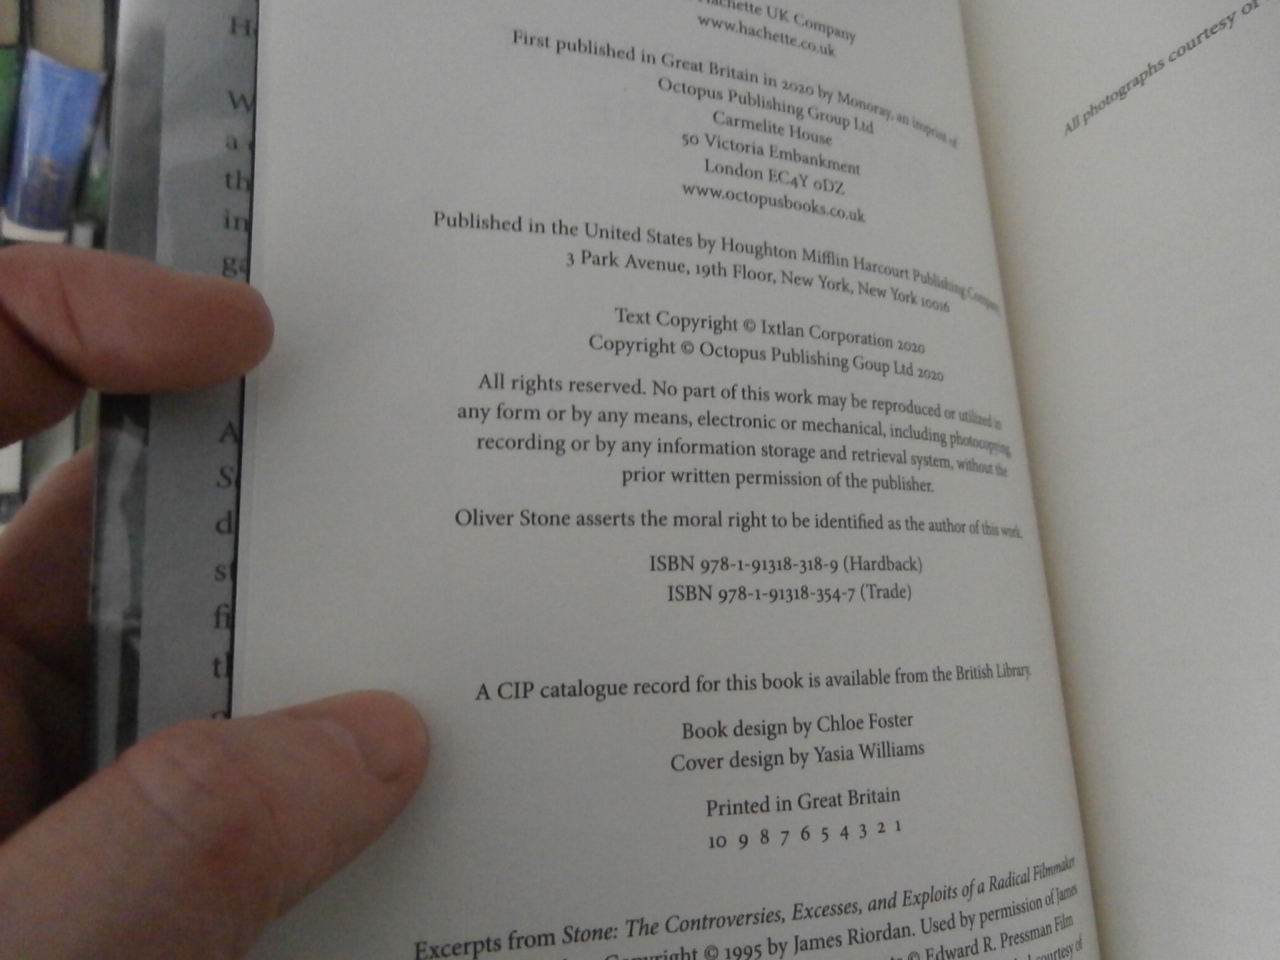 Hachette UK Company
www.hachette.co.uk
First published in Great Britain in 2020 by Monoray, an imprint of
Octopus Publishing Group Ltd
Carmelite House
50 Victoria Embankment
London EC4Y 0DZ
www.octopusbooks.co.uk
Published in the United States by Houghton Mifflin Harcourt Publishing Company
3 Park Avenue, 19th Floor, New York, New York 10016
Text Copyright © Ixtlan Corporation 2020
Copyright © Octopus Publishing Goup Ltd 2020
All rights reserved. No part of this work may be reproduced or utilized in
any form or by any means, electronic or mechanical, including photocopying,
recording or by any information storage and retrieval system, without the
prior written permission of the publisher.
Oliver Stone asserts the moral right to be identified as the author of this work.
ISBN 978-1-91318-318-9 (Hardback)
ISBN 978-1-91318-354-7 (Trade)
A CIP catalogue record for this book is available from the British Library.
Book design by Chloe Foster
Cover design by Yasia Williams
Printed in Great Britain
10 9 8 7 6 5 4 3 2 1
Excerpts from Stone: The Controversies, Excesses, and Exploits of a Radical Filmmaker
Copyright © 1995 by James Riordan. Used by permission of James
© Edward R. Pressman Film
courtesy of
All photographs courtesy of